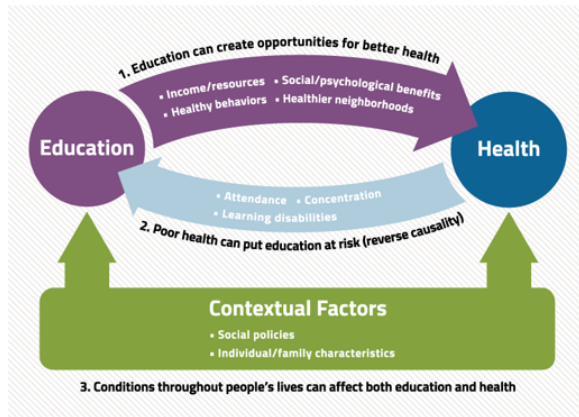 1. Education can create opportunities for better health
• Income/resources • Social/psychological benefits
• Healthy behaviors • Healthier neighborhoods
Education
Health
• Attendance • Concentration
• Learning disabilities
2. Poor health can put education at risk (reverse causality)
Contextual Factors
• Social policies
• Individual/family characteristics
3. Conditions throughout people's lives can affect both education and health